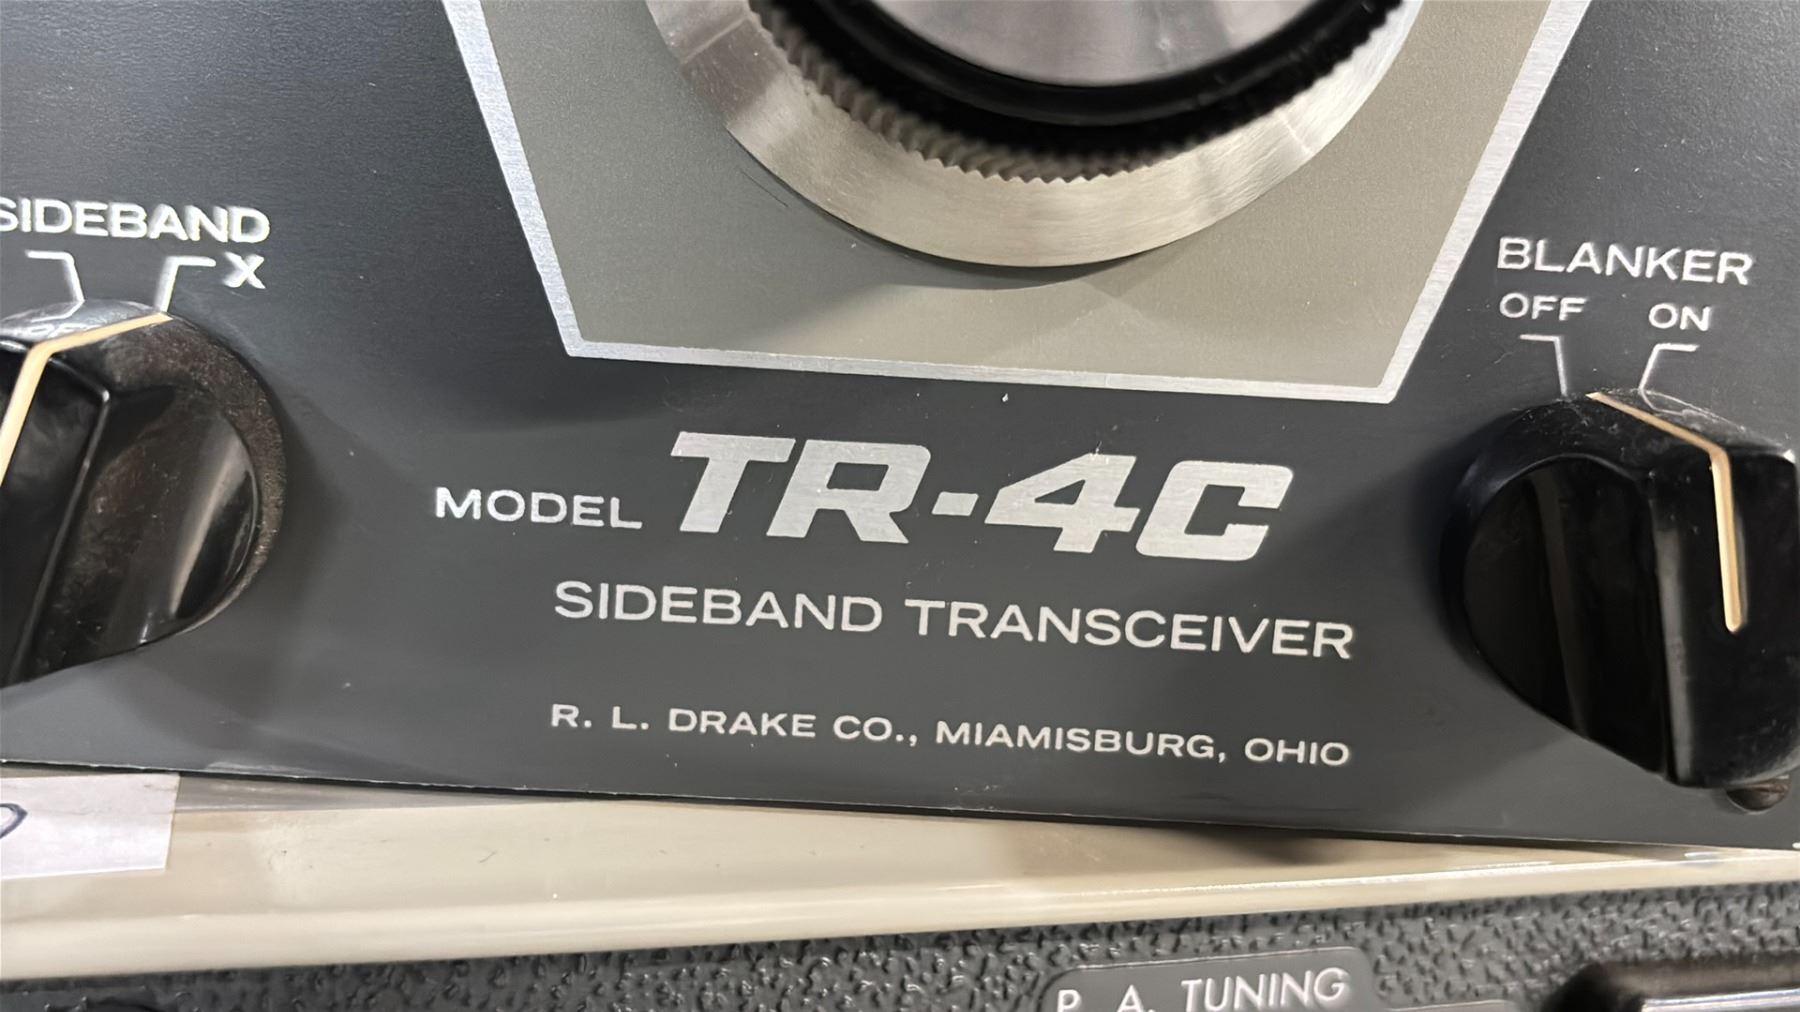 SIDEBAND
X
BLANKER
OFF ON
MODEL TR-4C
SIDEBAND TRANSCEIVER
R. L. DRAKE CO., MIAMISBURG, OHIO
P. A. TUNING